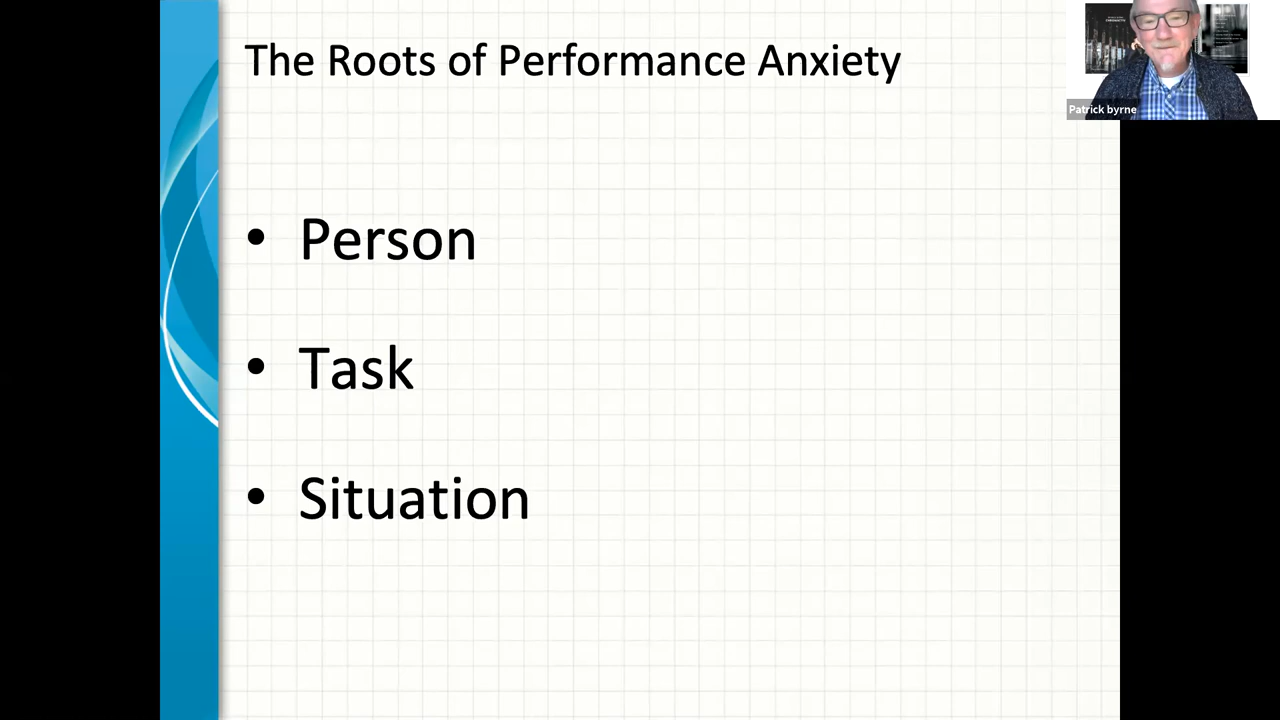 The Roots of Performance Anxiety
Patrick byrne
• Person
• Task
• Situation